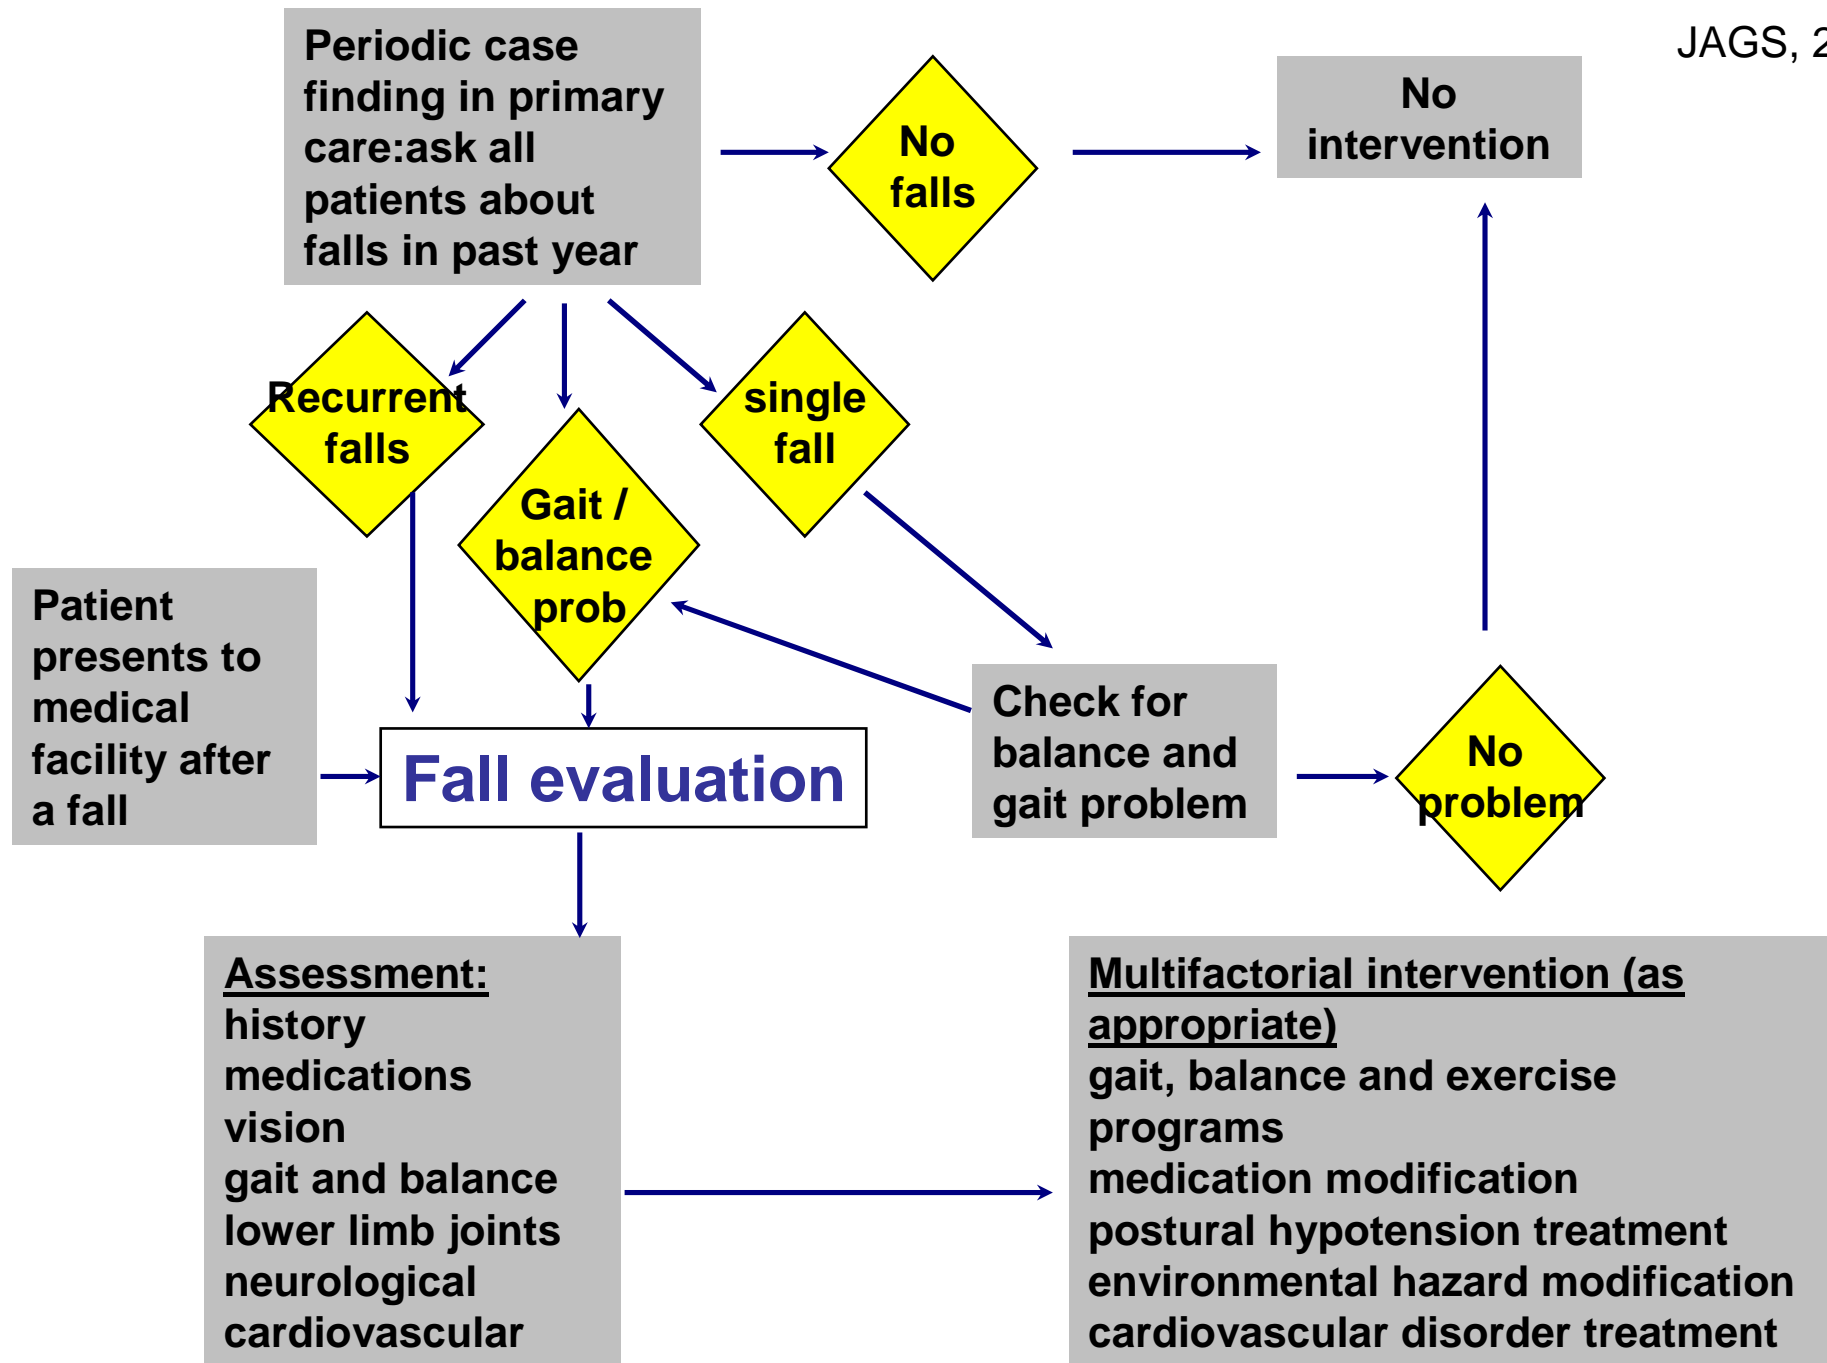 Periodic case
finding in primary
care:ask all
patients about
falls in past year
No
falls
No
intervention
JAGS, 2
Recurrent
falls
Gait /
balance
prob
single
fall
Patient
presents to
medical
facility after
a fall
Fall evaluation
Check for
balance and
gait problem
No
problem
Assessment:
history
medications
vision
gait and balance
lower limb joints
neurological
cardiovascular
Multifactorial intervention (as
appropriate)
gait, balance and exercise
programs
medication modification
postural hypotension treatment
environmental hazard modification
cardiovascular disorder treatment